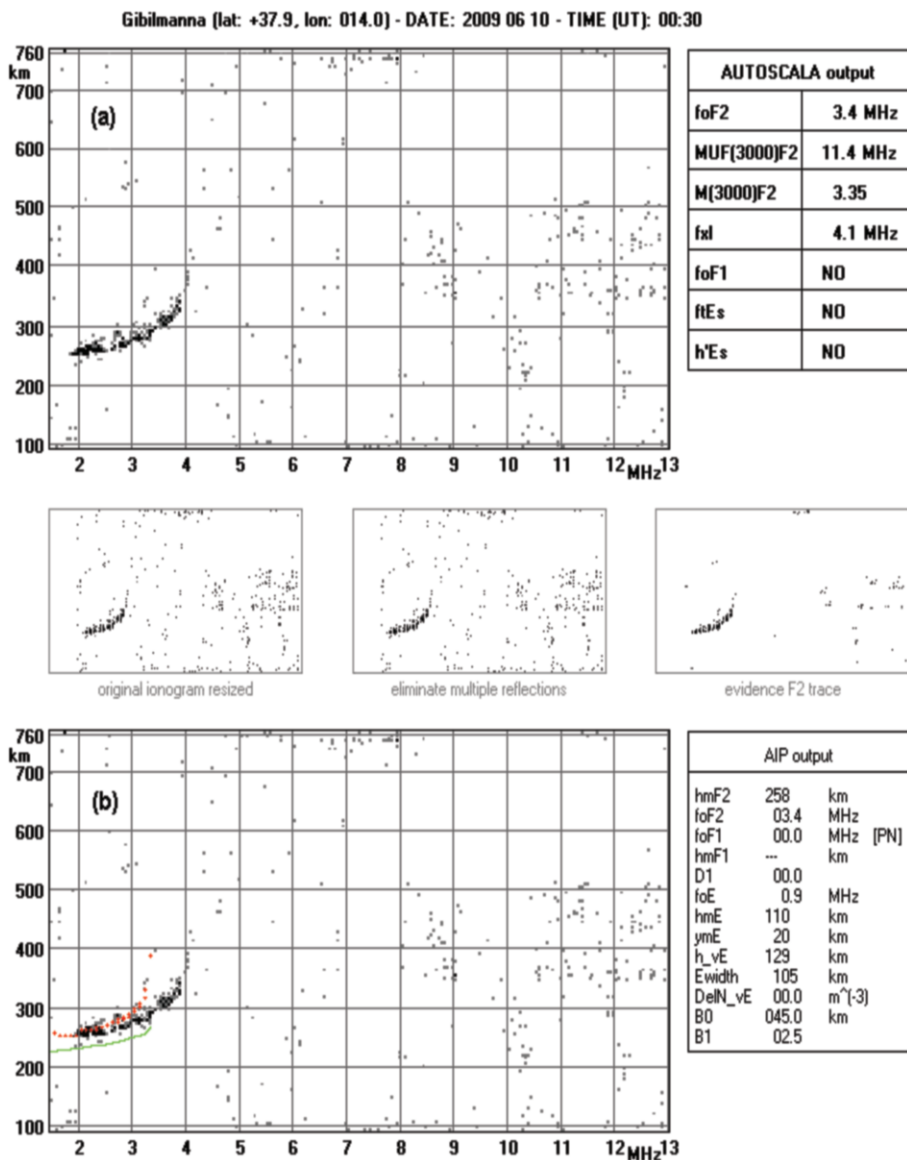 Gibilmanna (lat: +37.9, lon: 014.0) - DATE: 2009 06 10 - TIME (UT): 00:30
760
km
700
600
500
400
300
200
100
(a)
2 3 4 5 6 7 8 9 10 11 12 MHz 13
AUTOSCALA output
foF2 3.4 MHz
MUF(3000)F2 11.4 MHz
M(3000)F2 3.35
fxI 4.1 MHz
foF1 NO
ftEs NO
h'Es NO
original ionogram resized
eliminate multiple reflections
evidence F2 trace
760
km
700
600
500
400
300
200
100
(b)
2 3 4 5 6 7 8 9 10 11 12 MHz 13
AIP output
hmF2 258 km
foF2 03.4 MHz
foF1 00.0 MHz [PN]
hmF1 --- km
D1 00.0
foE 0.9 MHz
hmE 110 km
ymE 20 km
h_vE 129 km
Ewidth 105 km
DelN_vE 00.0 m^(-3)
B0 045.0 km
B1 02.5